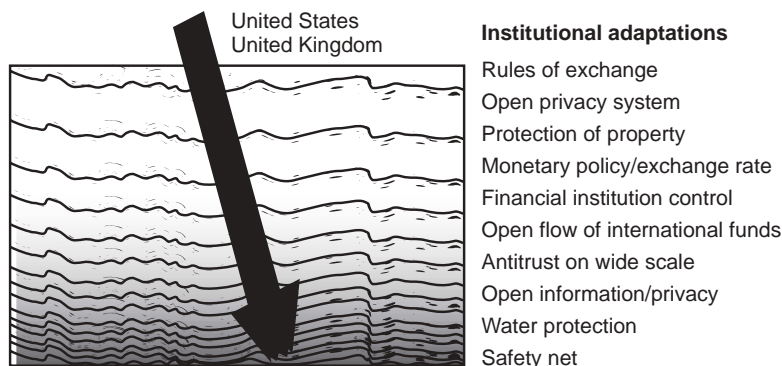 United States
United Kingdom
Institutional adaptations
Rules of exchange
Open privacy system
Protection of property
Monetary policy/exchange rate
Financial institution control
Open flow of international funds
Antitrust on wide scale
Open information/privacy
Water protection
Safety net